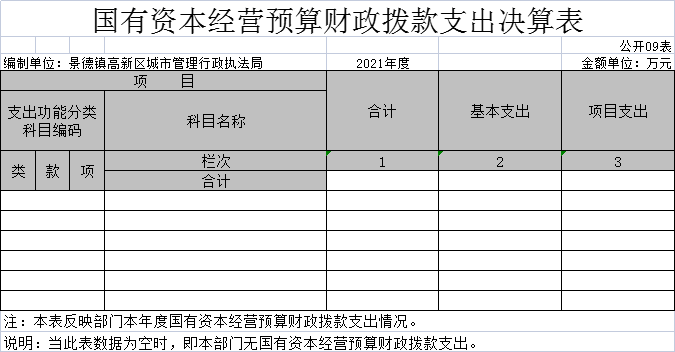 国有资本经营预算财政拨款支出决算表
公开09表
编制单位：景德镇高新区城市管理行政执法局 2021年度 金额单位：万元
项 目 合计 基本支出 项目支出
支出功能分类科目编码 科目名称
类 款 项 栏次 1 2 3
合计
注：本表反映部门本年度国有资本经营预算财政拨款支出情况。
说明：当此表数据为空时，即本部门无国有资本经营预算财政拨款支出。